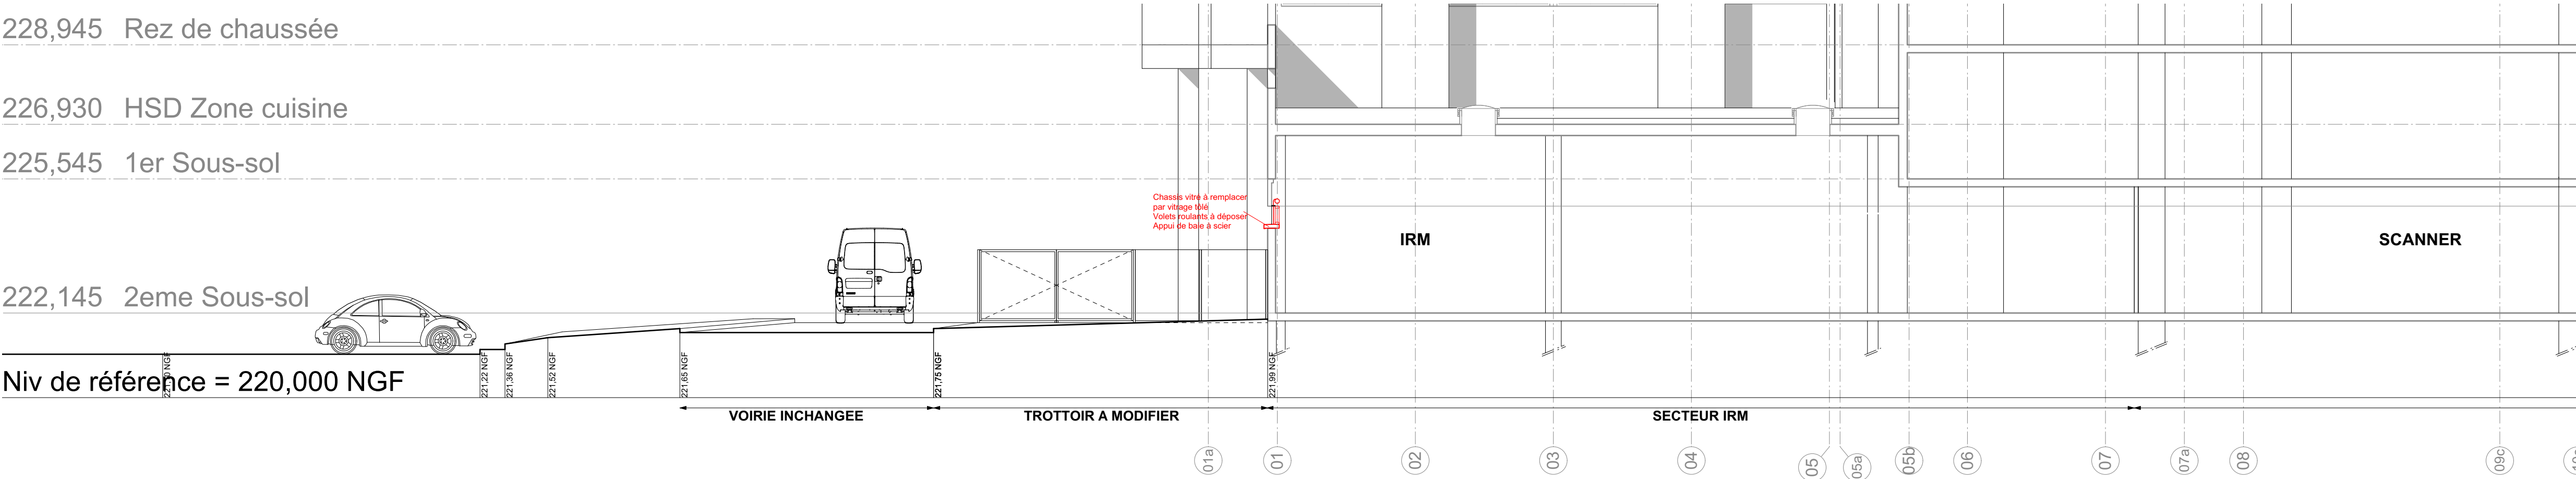 228,945 Rez de chaussée
226,930 HSD Zone cuisine
225,545 1er Sous-sol
Chassis vitré à remplacer
par vitrage tôlé
Volets roulants à déposer
Appui de baie à scier
IRM
SCANNER
222,145 2eme Sous-sol
NGF
221,22 NGF
221,36 NGF
221,52 NGF
221,65 NGF
221,75 NGF
221,99 NGF
Niv de référence = 220,000 NGF
VOIRIE INCHANGEE
TROTTOIR A MODIFIER
SECTEUR IRM
01a
01
02
03
04
05
05a
05b
06
07
07a
08
09c